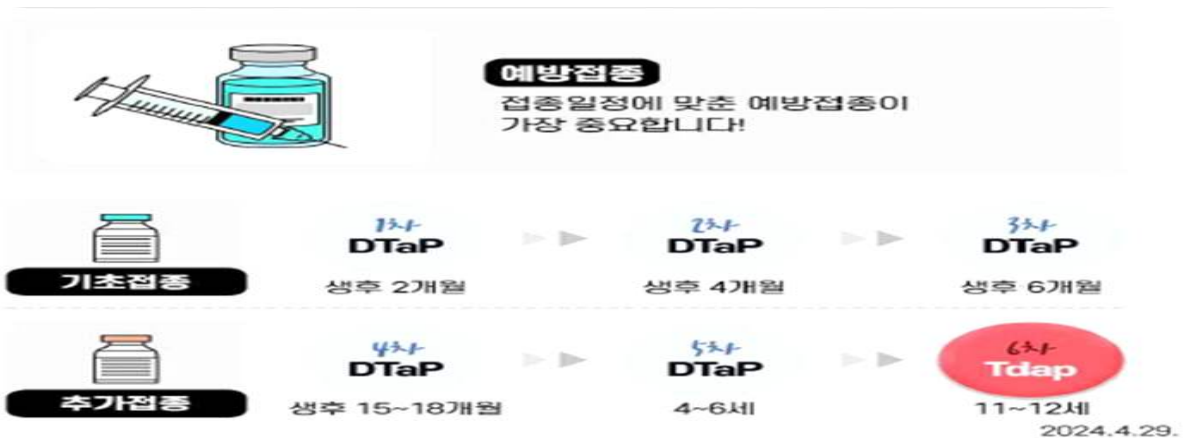 예방접종
접종일정에 맞춘 예방접종이
가장 중요합니다!
1차 2차 3차
DTaP DTaP DTaP
기초접종
생후 2개월 생후 4개월 생후 6개월
4차 5차 6차
DTaP DTaP Tdap
추가접종
생후 15~18개월 4~6세 11~12세
2024.4.29.